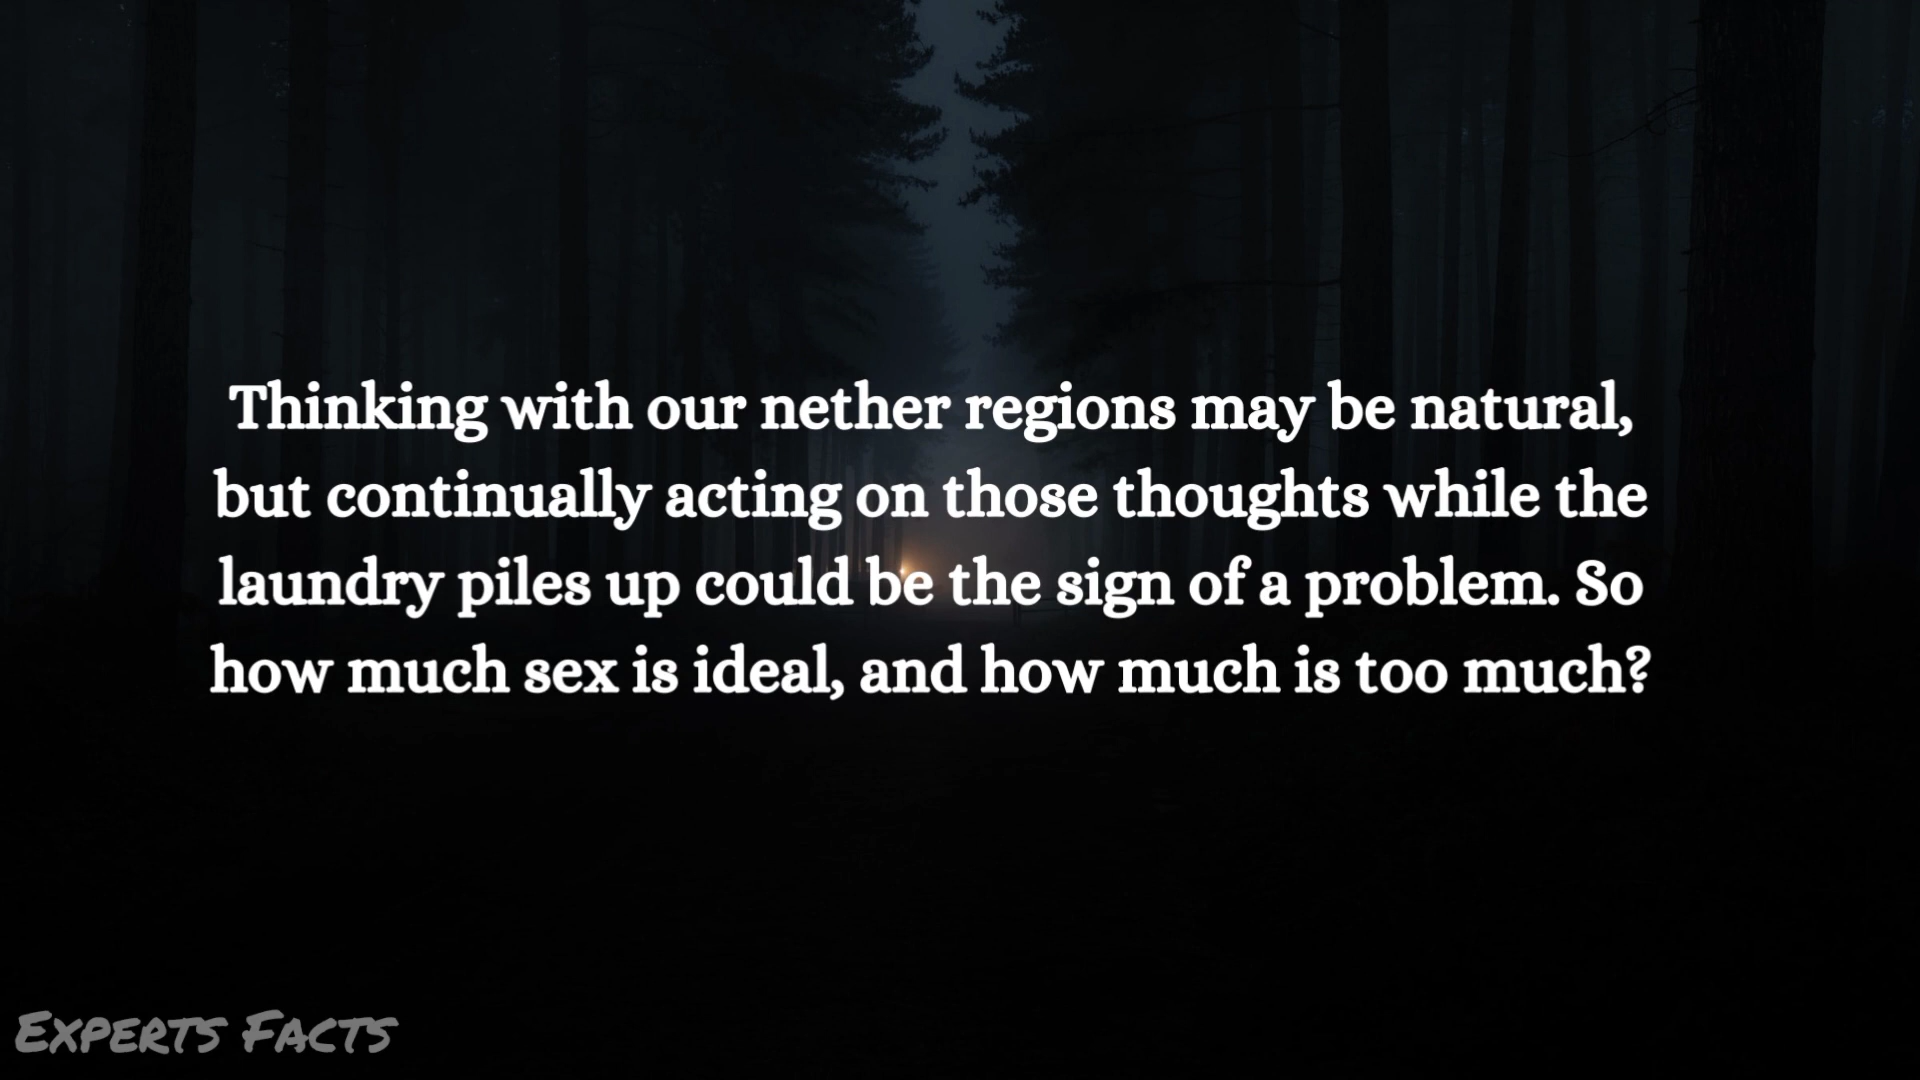 Thinking with our nether regions may be natural,
but continually acting on those thoughts while the
laundry piles up could be the sign of a problem. So
how much sex is ideal, and how much is too much?
Experts Facts